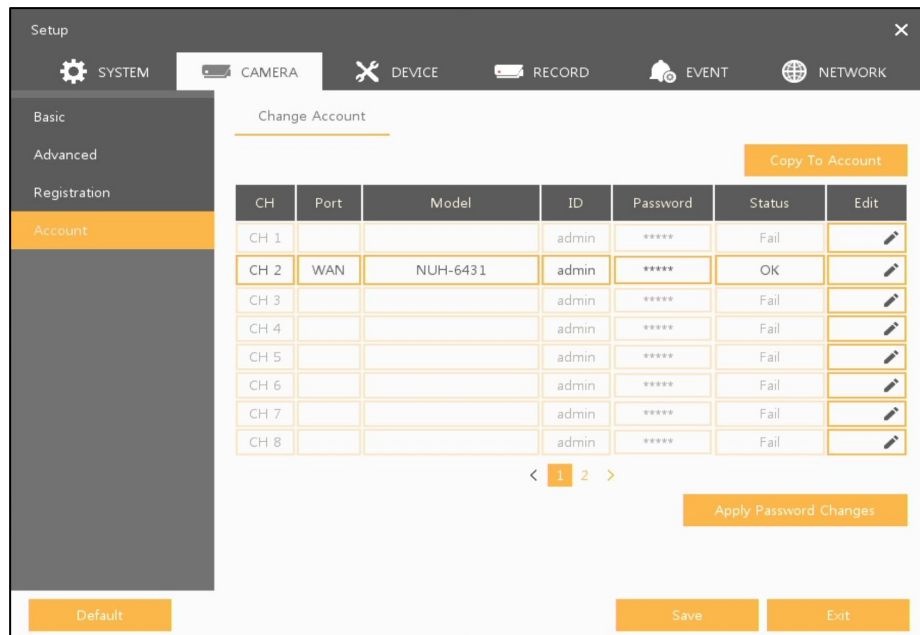 Setup
SYSTEM CAMERA DEVICE RECORD EVENT NETWORK
Basic
Advanced
Registration
Account
Change Account
Copy To Account
CH Port Model ID Password Status Edit
CH 1 admin ***** Fail
CH 2 WAN NUH-6431 admin ***** OK
CH 3 admin ***** Fail
CH 4 admin ***** Fail
CH 5 admin ***** Fail
CH 6 admin ***** Fail
CH 7 admin ***** Fail
CH 8 admin ***** Fail
< 1 2 >
Apply Password Changes
Default Save Exit